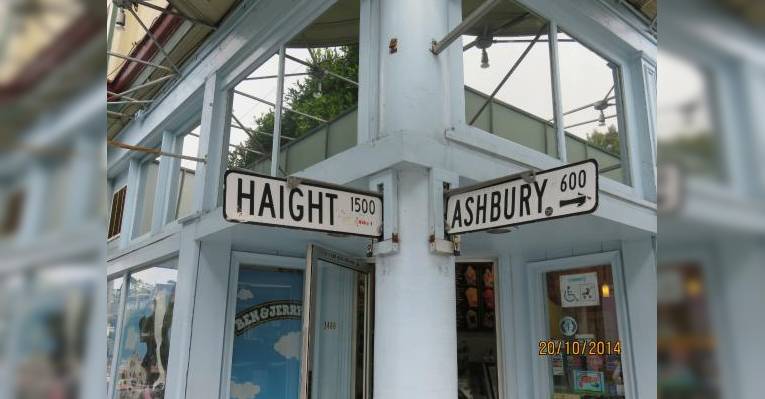 HAIGHT 1500
ASHBURY 600
BEN & JERRY
20/10/2014